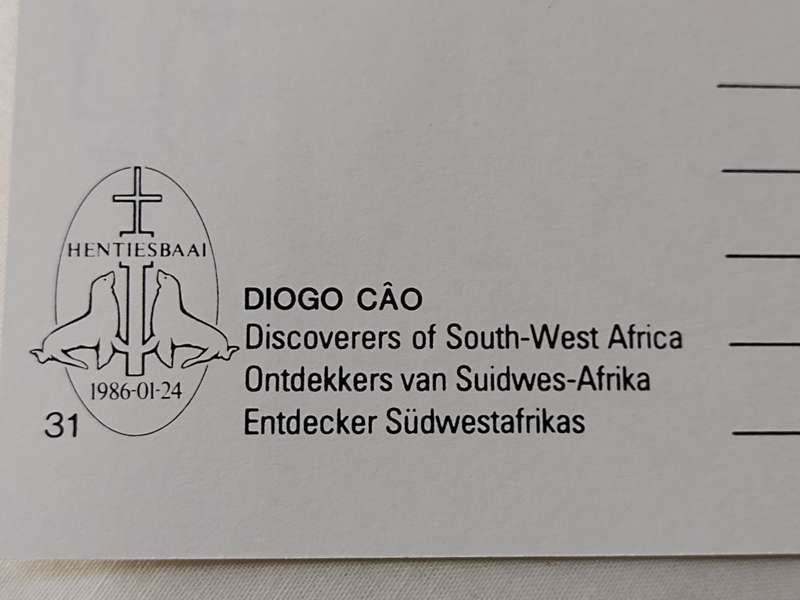 HENTIESBAAI
1986-01-24
31
DIOGO CÂO
Discoverers of South-West Africa
Ontdekkers van Suidwes-Afrika
Entdecker Südwestafrikas